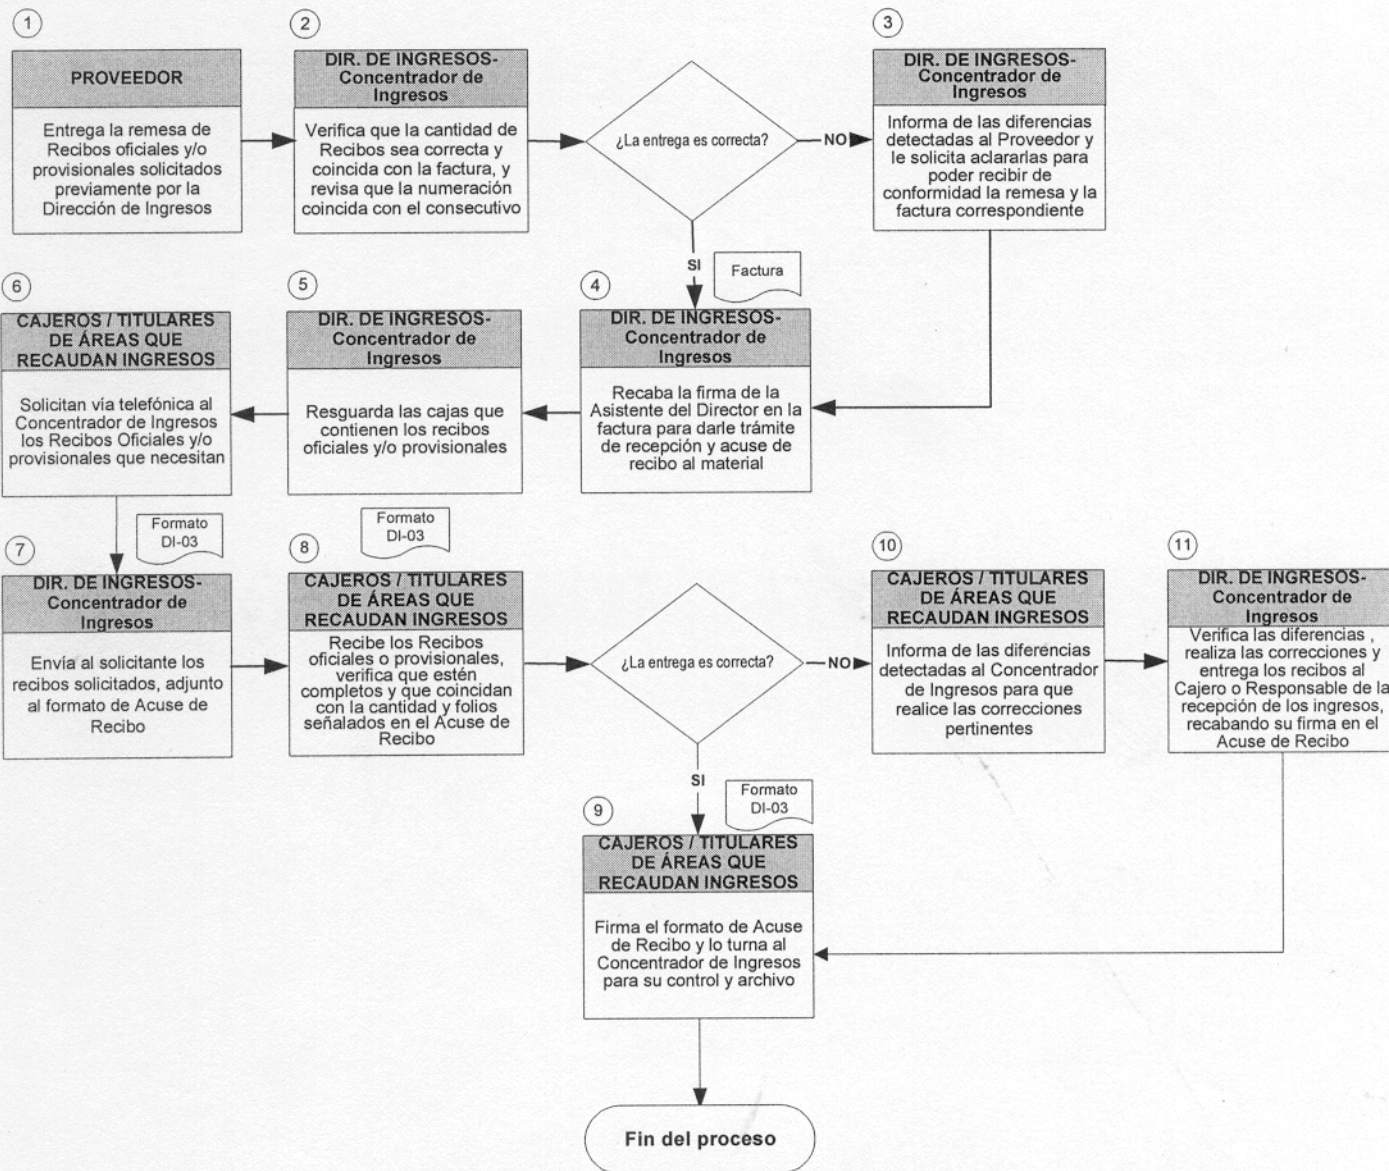 1
PROVEEDOR
Entrega la remesa de
Recibos oficiales y/o
provisionales solicitados
previamente por la
Dirección de Ingresos
2
DIR. DE INGRESOS-
Concentrador de
Ingresos
Verifica que la cantidad de
Recibos sea correcta y
coincida con la factura, y
revisa que la numeración
coincida con el consecutivo
¿La entrega es correcta?
NO
3
DIR. DE INGRESOS-
Concentrador de
Ingresos
Informa de las diferencias
detectadas al Proveedor y
le solicita aclararlas para
poder recibir de
conformidad la remesa y la
factura correspondiente
SI
Factura
4
DIR. DE INGRESOS-
Concentrador de
Ingresos
Recaba la firma de la
Asistente del Director en la
factura para darle trámite
de recepción y acuse de
recibo al material
5
DIR. DE INGRESOS-
Concentrador de
Ingresos
Resguarda las cajas que
contienen los recibos
oficiales y/o provisionales
6
CAJEROS / TITULARES
DE ÁREAS QUE
RECAUDAN INGRESOS
Solicitan vía telefónica al
Concentrador de Ingresos
los Recibos Oficiales y/o
provisionales que necesitan
Formato
DI-03
7
DIR. DE INGRESOS-
Concentrador de
Ingresos
Envía al solicitante los
recibos solicitados, adjunto
al formato de Acuse de
Recibo
Formato
DI-03
8
CAJEROS / TITULARES
DE ÁREAS QUE
RECAUDAN INGRESOS
Recibe los Recibos
oficiales o provisionales,
verifica que estén
completos y que coincidan
con la cantidad y folios
señalados en el Acuse de
Recibo
¿La entrega es correcta?
NO
10
CAJEROS / TITULARES
DE ÁREAS QUE
RECAUDAN INGRESOS
Informa de las diferencias
detectadas al Concentrador
de Ingresos para que
realice las correcciones
pertinentes
11
DIR. DE INGRESOS-
Concentrador de
Ingresos
Verifica las diferencias ,
realiza las correcciones y
entrega los recibos al
Cajero o Responsable de la
recepción de los ingresos,
recabando su firma en el
Acuse de Recibo
SI
Formato
DI-03
9
CAJEROS / TITULARES
DE ÁREAS QUE
RECAUDAN INGRESOS
Firma el formato de Acuse
de Recibo y lo turna al
Concentrador de Ingresos
para su control y archivo
Fin del proceso